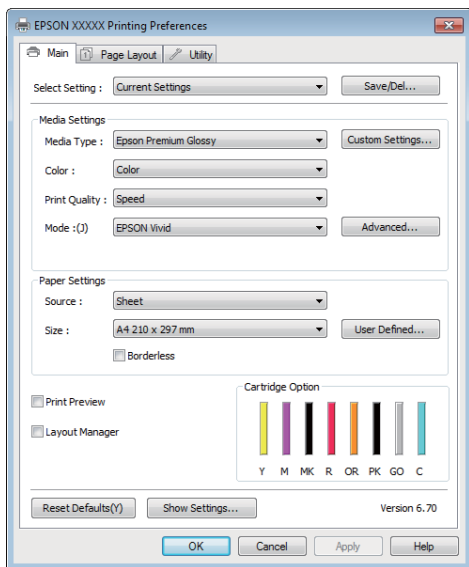 EPSON XXXXX Printing Preferences
Main Page Layout Utility
Select Setting : Current Settings Save/Del...
Media Settings
Media Type : Epson Premium Glossy Custom Settings...
Color : Color
Print Quality : Speed
Mode :(J) EPSON Vivid Advanced...
Paper Settings
Source : Sheet
Size : A4 210 x 297 mm User Defined...
Borderless
Cartridge Option
Print Preview
Layout Manager
Y M MK R OR PK GO C
Reset Defaults(Y) Show Settings... Version 6.70
OK Cancel Apply Help